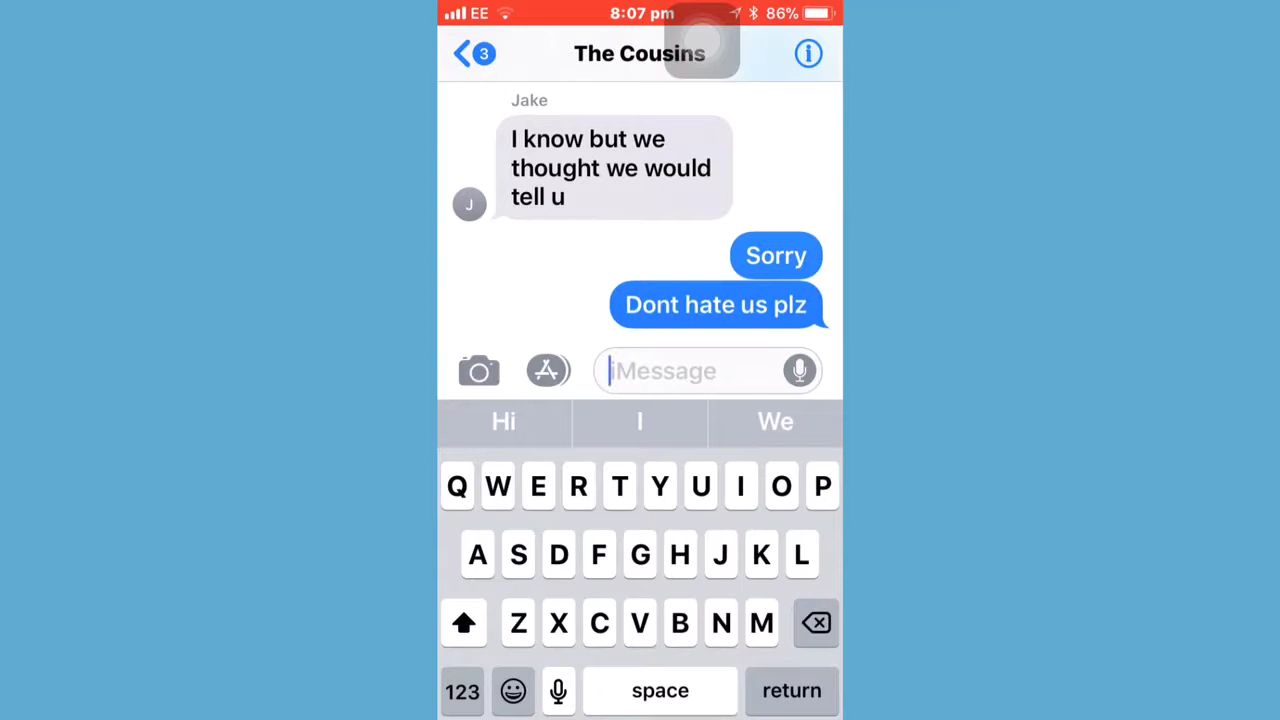 EE 8:07 pm 86%
3 The Cousins
Jake
I know but we
thought we would
tell u
J
Sorry
Dont hate us plz
iMessage
Hi I We
Q W E R T Y U I O P
A S D F G H J K L
Z X C V B N M
123 space return